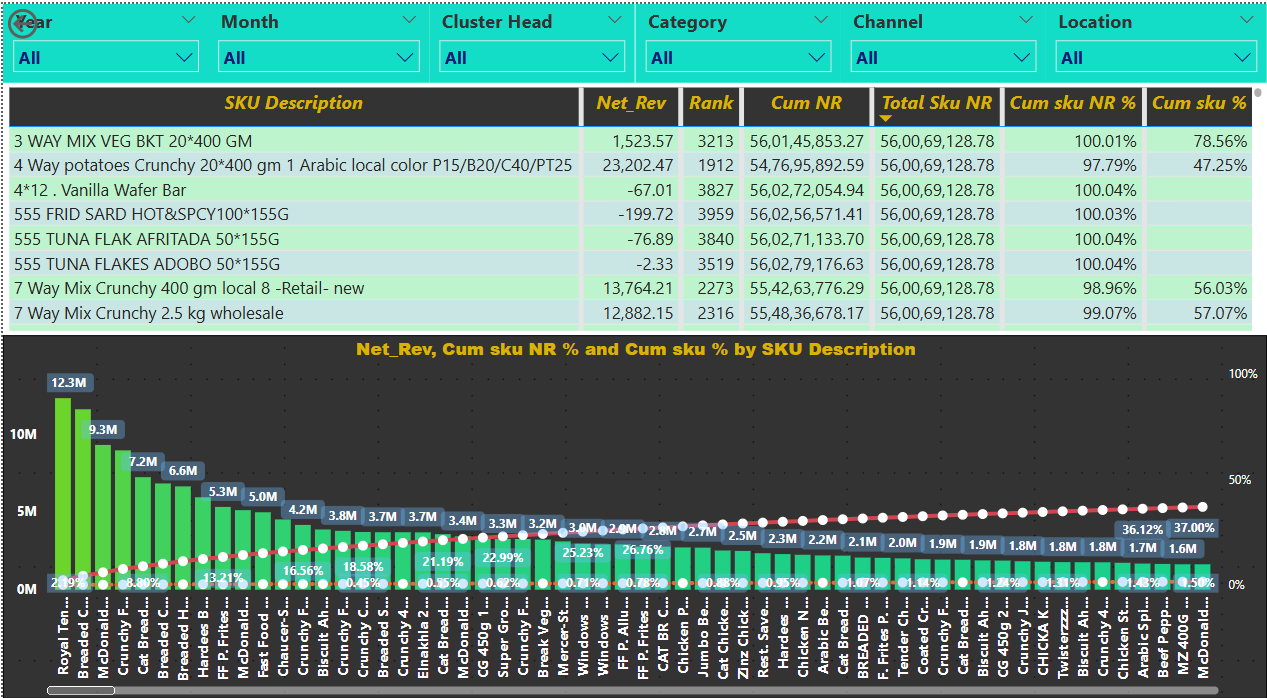 Year Month Cluster Head Category Channel Location
All All All All All All
SKU Description Net_Rev Rank Cum NR Total Sku NR Cum sku NR % Cum sku %
3 WAY MIX VEG BKT 20*400 GM 1,523.57 3213 56,01,45,853.27 56,00,69,128.78 100.01% 78.56%
4 Way potatoes Crunchy 20*400 gm 1 Arabic local color P15/B20/C40/PT25 23,202.47 1912 54,76,95,892.59 56,00,69,128.78 97.79% 47.25%
4*12 . Vanilla Wafer Bar -67.01 3827 56,02,72,054.94 56,00,69,128.78 100.04%
555 FRID SARD HOT&SPCY100*155G -199.72 3959 56,02,56,571.41 56,00,69,128.78 100.03%
555 TUNA FLAK AFRITADA 50*155G -76.89 3840 56,02,71,133.70 56,00,69,128.78 100.04%
555 TUNA FLAKES ADOBO 50*155G -2.33 3519 56,02,79,176.63 56,00,69,128.78 100.04%
7 Way Mix Crunchy 400 gm local 8 -Retail- new 13,764.21 2273 55,42,63,776.29 56,00,69,128.78 98.96% 56.03%
7 Way Mix Crunchy 2.5 kg wholesale 12,882.15 2316 55,48,36,678.17 56,00,69,128.78 99.07% 57.07%
Net_Rev, Cum sku NR % and Cum sku % by SKU Description
100%
12.3M
10M 9.3M
7.2M 6.6M
50%
5.3M 5.0M
5M 4.2M 3.8M 3.7M 3.7M 3.4M 3.3M 3.2M 3.0M 2.9M 2.8M 2.7M 2.5M 2.3M 2.2M 2.1M 2.0M 1.9M 1.9M 1.8M 1.8M 1.8M 1.7M 1.6M
36.12% 37.00%
13.21% 16.56% 18.58% 21.19% 22.99% 25.23% 26.76%
0M 2.19% 8.80% 0.45% 0.55% 0.62% 0.71% 0.78% 0.88% 0.95% 1.07% 1.14% 1.24% 1.31% 1.43% 1.50% 0%
Royal Ten...
Breaded C...
McDonald...
Crunchy F...
Cat Bread...
Breaded C...
Breaded H...
Hardees B...
FF P.Frites...
McDonald...
Fast Food ...
Chaucer-S...
Crunchy F...
Biscuit Ah...
Crunchy F...
Crunchy C...
Breaded S...
Crunchy 4...
Elnakhla 2...
Cat Bread...
McDonald...
CG 450g 1...
Super Gro...
Crunchy F...
Break Veg...
Mercer-St...
Windows ...
Windows ...
FF P. Allu...
FF P.Frites...
CAT BR C...
Chicken P...
Jumbo Be...
Cat Chicke...
Zinz Chick...
Rest. Save...
Hardees ...
Chicken N...
Arabic Be...
Cat Bread...
BREADED ...
F. Frites P...
Tender Ch...
Coated Cr...
Crunchy F...
Cat Bread...
Biscuit Ah...
CG 450g 2...
Crunchy J...
CHICKA K...
Twisterzzz...
Biscuit Ah...
Crunchy 4...
Chicken St...
Arabic Spi...
Beef Pepp...
MZ 400G ...
McDonald...